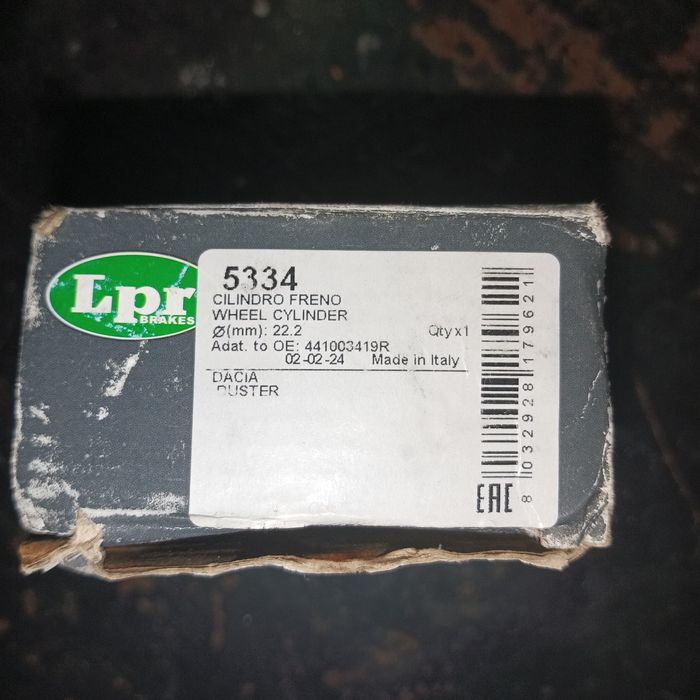 Lpr
BRAKES
5334
CILINDRO FRENO
WHEEL CYLINDER
Ø(mm): 22.2 Qty x1
Adat. to OE: 441003419R
02-02-24 Made in Italy
DACIA
DUSTER
EAC
8 032928 179621